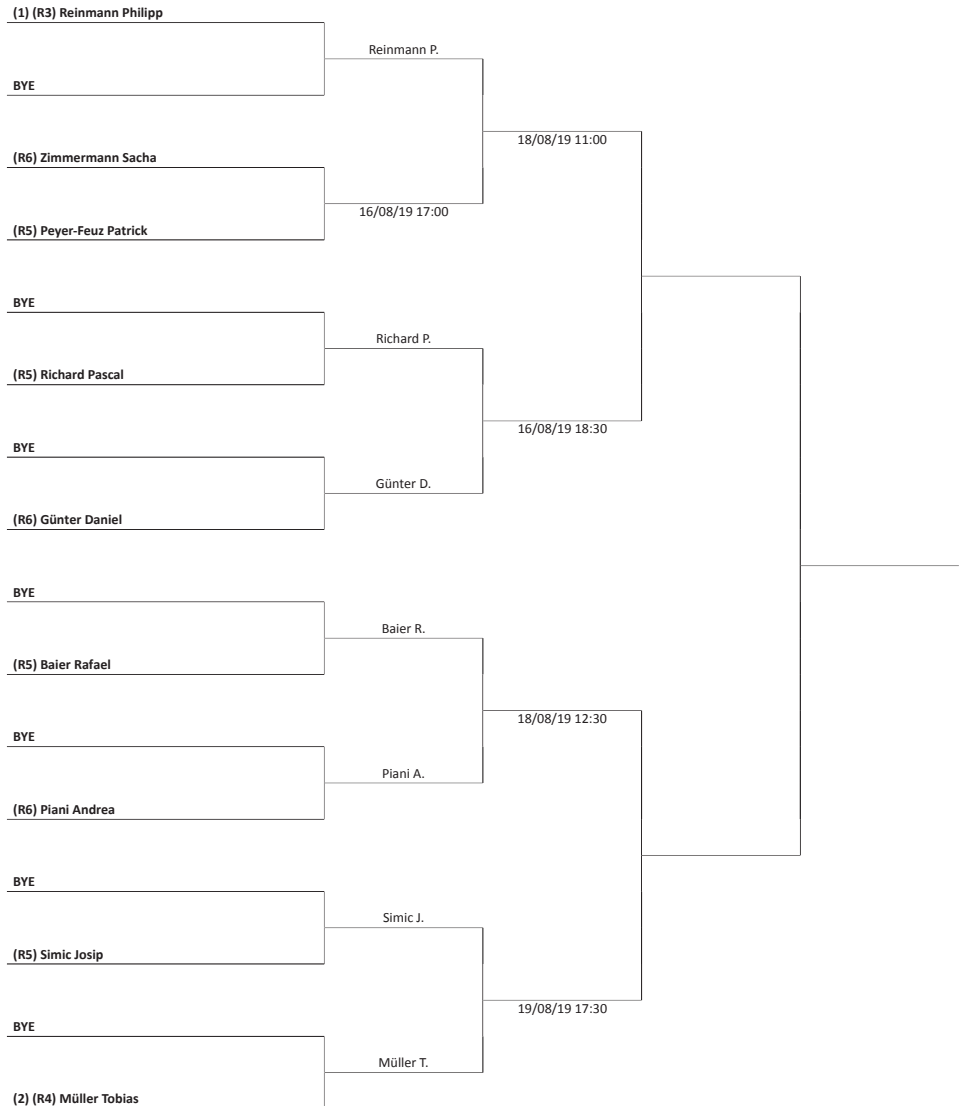 (1) (R3) Reinmann Philipp
Reinmann P.
BYE
18/08/19 11:00
(R6) Zimmermann Sacha
16/08/19 17:00
(R5) Peyer-Feuz Patrick
BYE
Richard P.
(R5) Richard Pascal
16/08/19 18:30
BYE
Günter D.
(R6) Günter Daniel
BYE
Baier R.
(R5) Baier Rafael
18/08/19 12:30
BYE
Piani A.
(R6) Piani Andrea
BYE
Simic J.
(R5) Simic Josip
19/08/19 17:30
BYE
Müller T.
(2) (R4) Müller Tobias